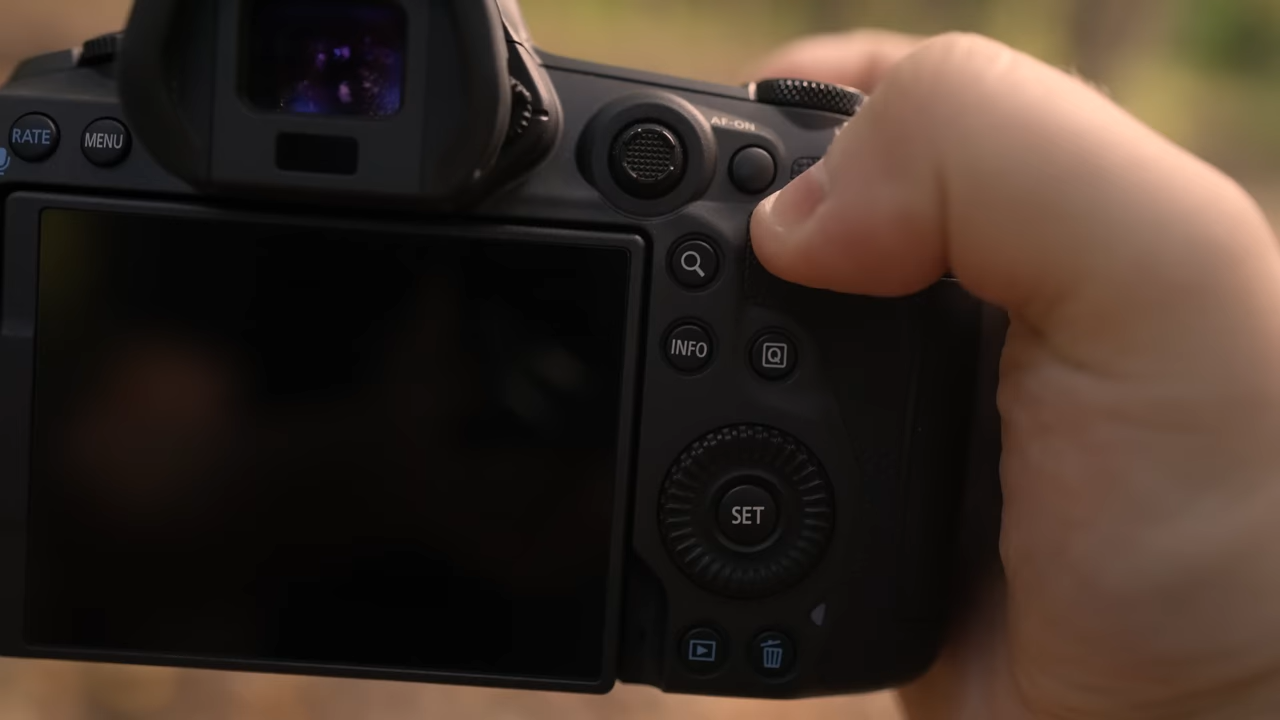 RATE
MENU
AF-ON
INFO
Q
SET